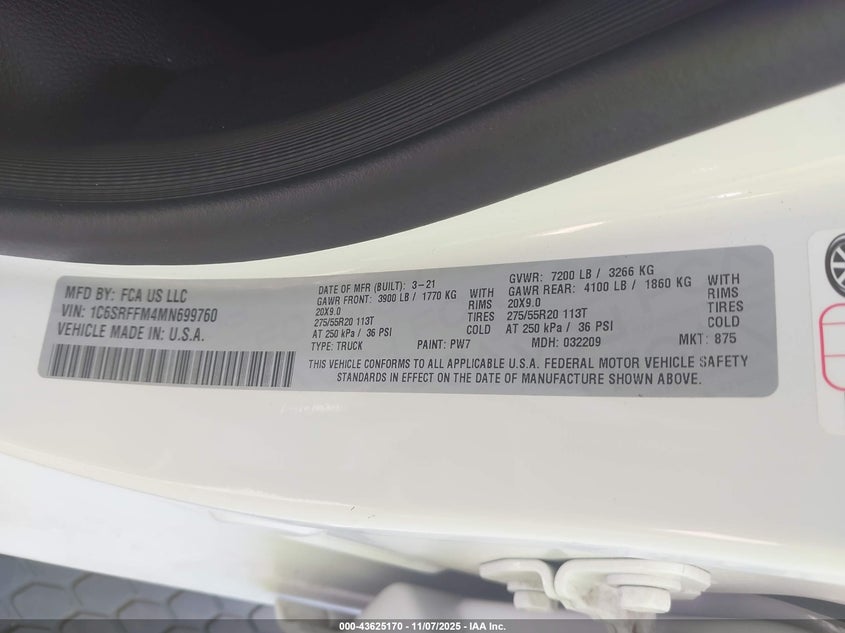 MFD BY: FCA US LLC
VIN: 1C6SRFFM4MN699760
VEHICLE MADE IN: U.S.A.
DATE OF MFR (BUILT): 3-21
GAWR FRONT: 3900 LB / 1770 KG WITH
20X9.0 RIMS
275/55R20 113T TIRES
AT 250 kPa / 36 PSI COLD
TYPE: TRUCK PAINT: PW7
GVWR: 7200 LB / 3266 KG
GAWR REAR: 4100 LB / 1860 KG WITH
20X9.0 RIMS
275/55R20 113T TIRES
AT 250 kPa / 36 PSI COLD
MDH: 032209 MKT: 875
THIS VEHICLE CONFORMS TO ALL APPLICABLE U.S.A. FEDERAL MOTOR VEHICLE SAFETY
STANDARDS IN EFFECT ON THE DATE OF MANUFACTURE SHOWN ABOVE.
000-43625170 - 11/07/2025 - IAA Inc.